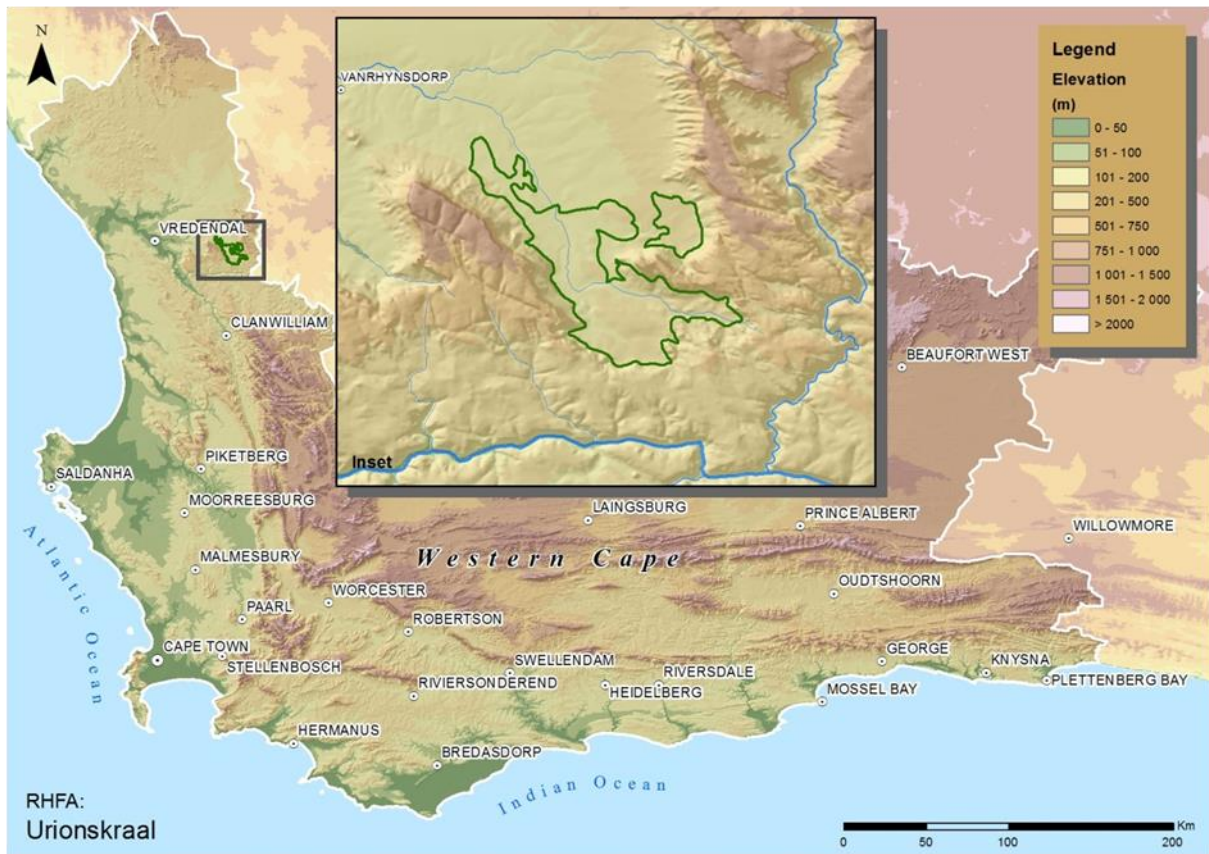 N
VANRHYNSDORP
Inset
Legend
Elevation
(m)
0 - 50
51 - 100
101 - 200
201 - 500
501 - 750
751 - 1 000
1 001 - 1 500
1 501 - 2 000
> 2000
VREDENDAL
CLANWILLIAM
BEAUFORT WEST
PIKETBERG
SALDANHA
MOORREESBURG
LAINGSBURG
PRINCE ALBERT
WILLOWMORE
Atlantic Ocean
MALMESBURY
Western Cape
OUDTSHOORN
WORCESTER
PAARL
ROBERTSON
CAPE TOWN
STELLENBOSCH
SWELLENDAM
RIVERSDALE
GEORGE
KNYSNA
PLETTENBERG BAY
RIVIERSONDEREND
HEIDELBERG
MOSSEL BAY
HERMANUS
BREDASDORP
Indian Ocean
RHFA:
Urionskraal
Km
0 50 100 200